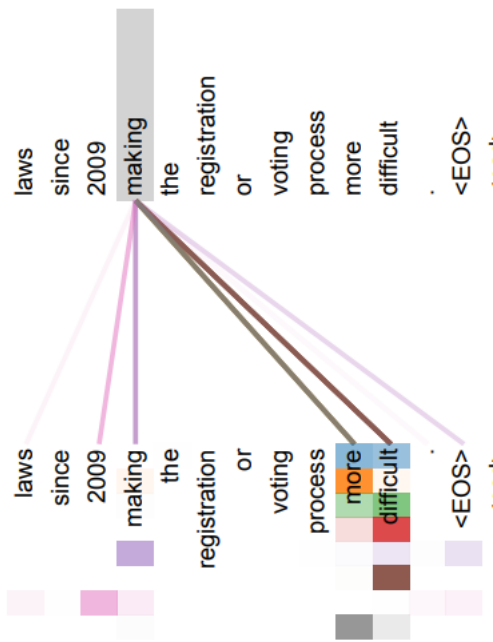 laws
since
2009
making
the
registration
or
voting
process
more
difficult
.
<EOS>
laws
since
2009
making
the
registration
or
voting
process
more
difficult
.
<EOS>